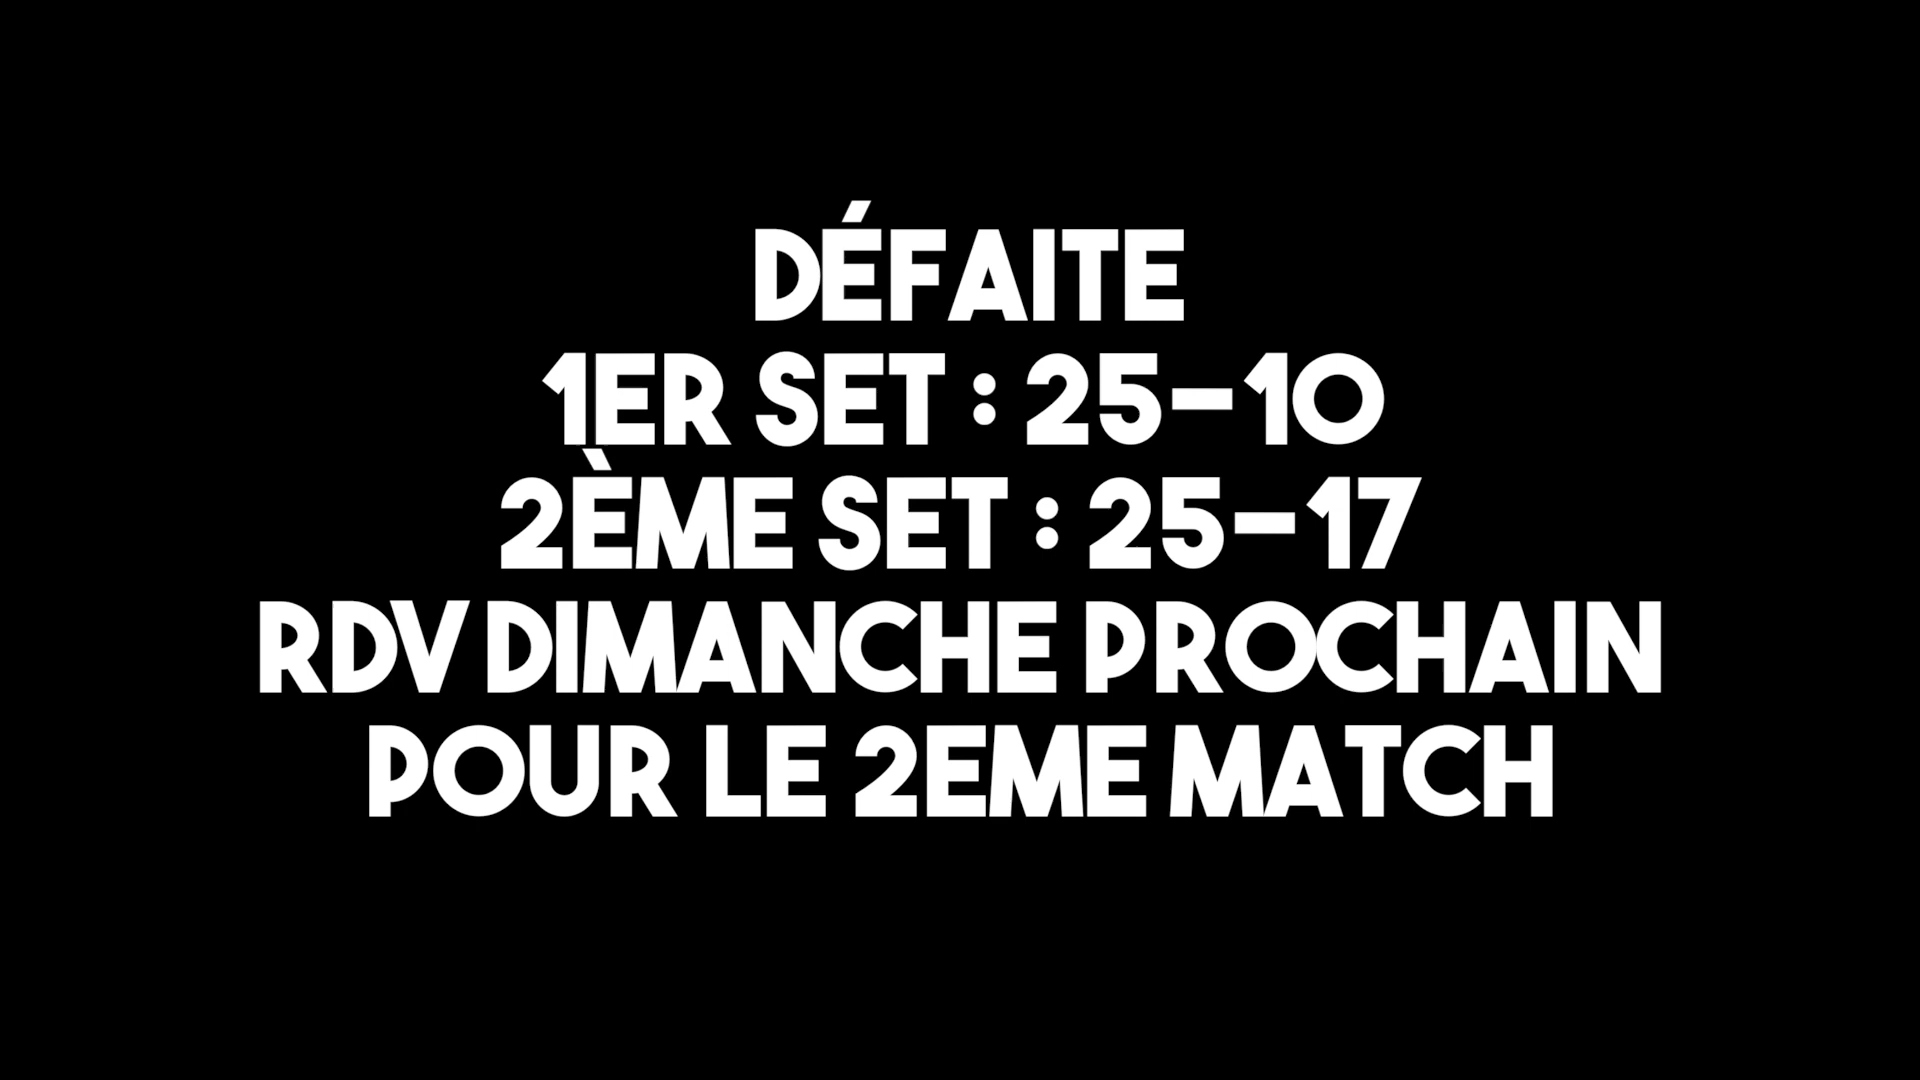 DÉFAITE
1ER SET : 25-10
2ÈME SET : 25-17
RDV DIMANCHE PROCHAIN
POUR LE 2EME MATCH